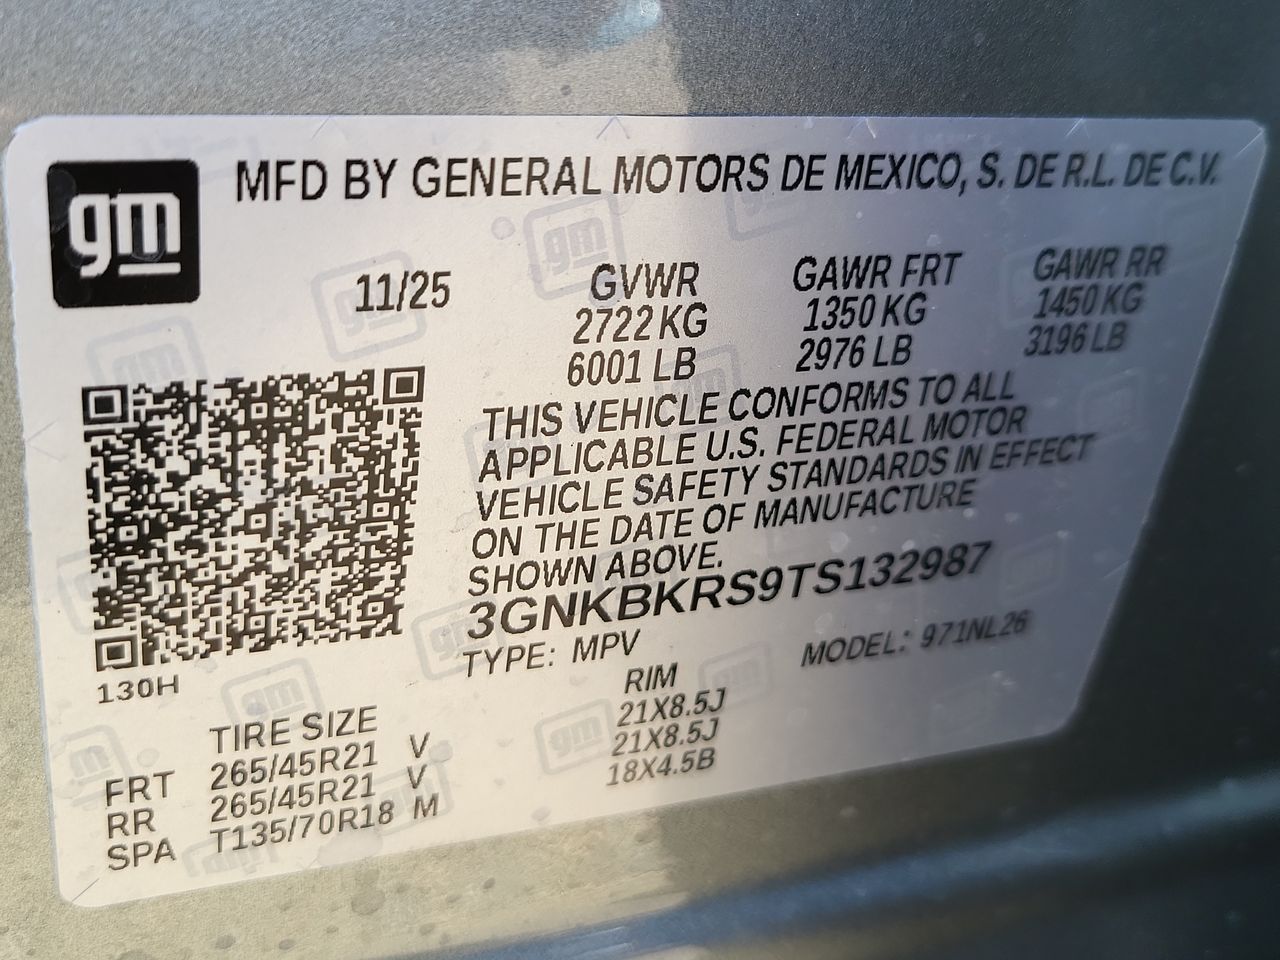 gm
MFD BY GENERAL MOTORS DE MEXICO, S. DE R.L. DE C.V.
11/25
GVWR GAWR FRT GAWR RR
2722 KG 1350 KG 1450 KG
6001 LB 2976 LB 3196 LB
THIS VEHICLE CONFORMS TO ALL
APPLICABLE U.S. FEDERAL MOTOR
VEHICLE SAFETY STANDARDS IN EFFECT
ON THE DATE OF MANUFACTURE
SHOWN ABOVE.
3GNKBKRS9TS132987
TYPE: MPV MODEL: 971NL26
130H
TIRE SIZE RIM
FRT 265/45R21 V 21X8.5J
RR 265/45R21 V 21X8.5J
SPA T135/70R18 M 18X4.5B